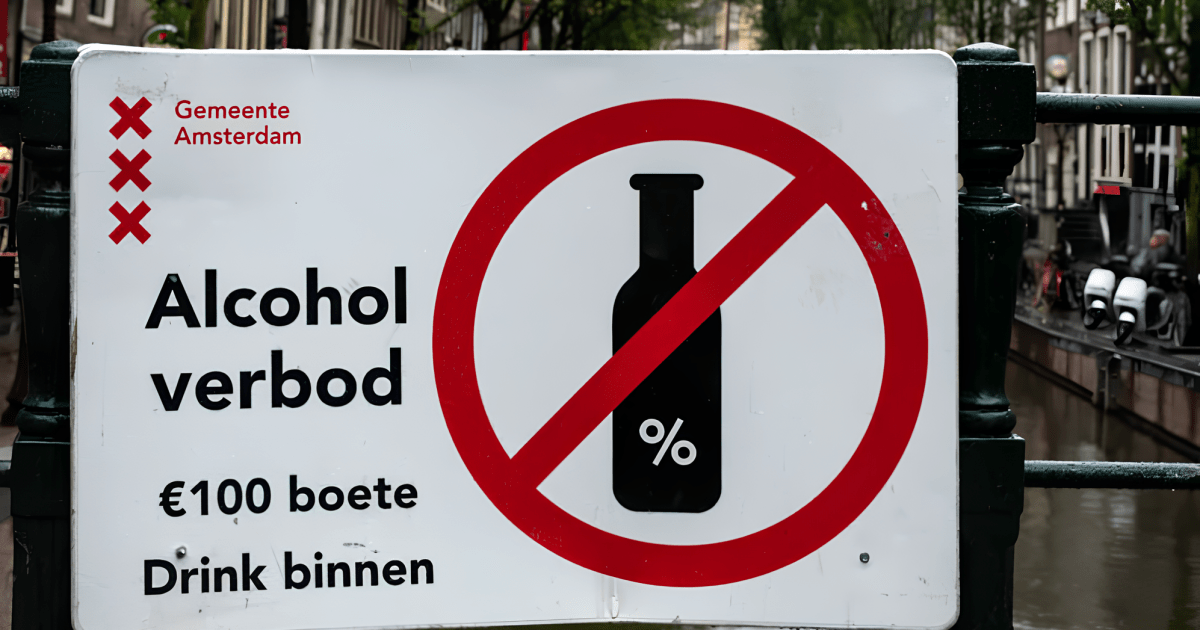 Gemeente
Amsterdam
Alcohol
verbod
€100 boete
Drink binnen
%